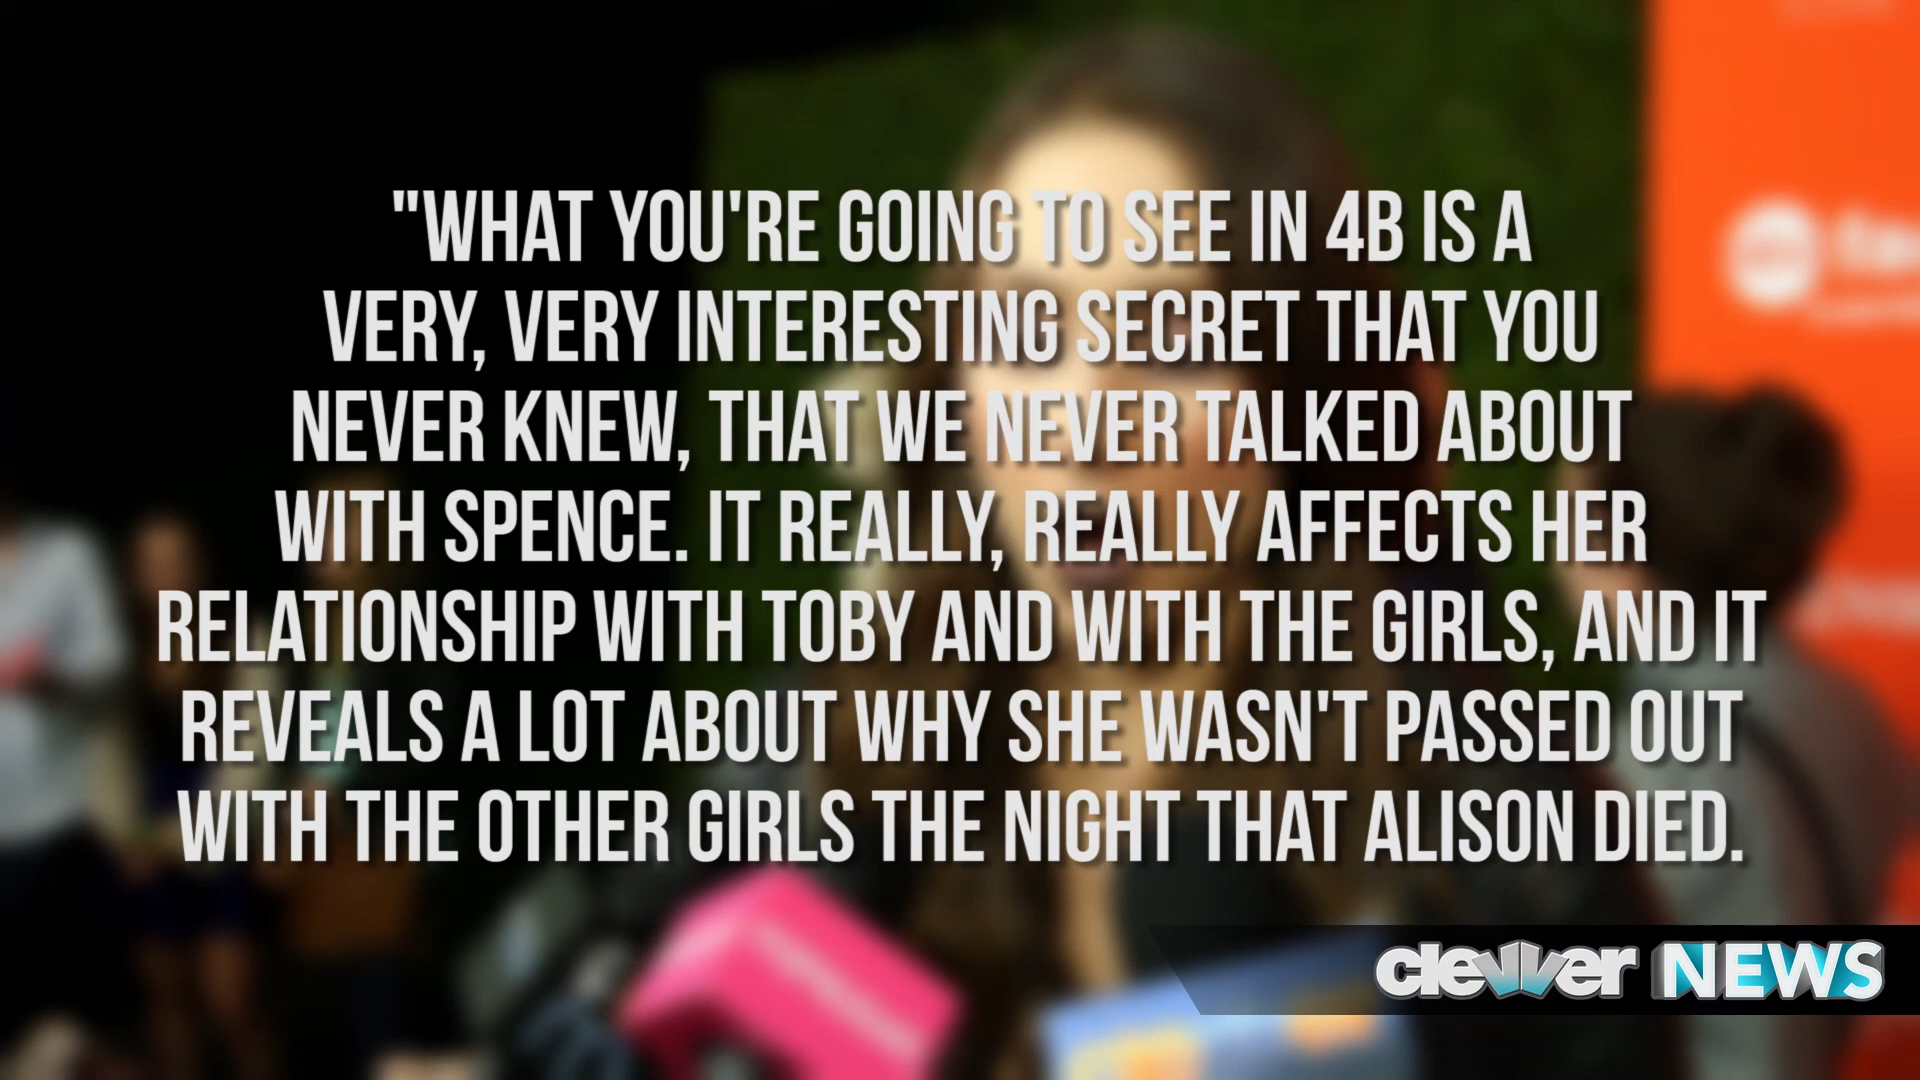 "WHAT YOU'RE GOING TO SEE IN 4B IS A
VERY, VERY INTERESTING SECRET THAT YOU
NEVER KNEW, THAT WE NEVER TALKED ABOUT
WITH SPENCE. IT REALLY, REALLY AFFECTS HER
RELATIONSHIP WITH TOBY AND WITH THE GIRLS, AND IT
REVEALS A LOT ABOUT WHY SHE WASN'T PASSED OUT
WITH THE OTHER GIRLS THE NIGHT THAT ALISON DIED.
clevver NEWS